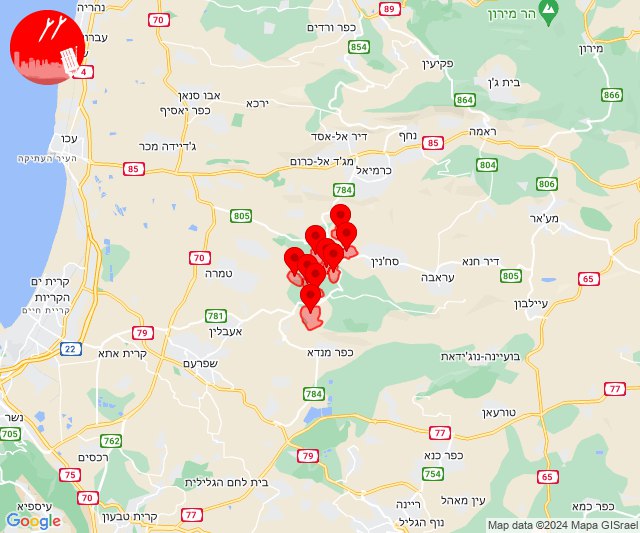 נהריה
89
הר מירון
70
כפר ורדים
עברון
854
מירון
4
פקיעין
בית ג'ן
866
אבו סנאן
כפר יאסיף
ירכא
864
עכו
דיר אל-אסד
נחף
ראמה
העיר העתיקה
ג'דיידה מכר
85
מג'ד אל-כרום
85
כרמיאל
804
784
806
805
מע'אר
70
סח'נין
דיר חנא
טמרה
עראבה
805
קרית ים
הקריות
קריית חיים
עיילבון
781
79
אעבלין
22
קרית אתא
כפר מנדא
בועיינה-נוג'ידאת
שפרעם
784
77
נשר
טורעאן
705
762
77
65
רכסים
79
כפר כנא
75
754
בית לחם הגלילית
70
עין מאהל
עיספיא
קרית טבעון
77
ריינה
כפר כמא
נוף הגליל
Google
Map data ©2024 Mapa GISrael